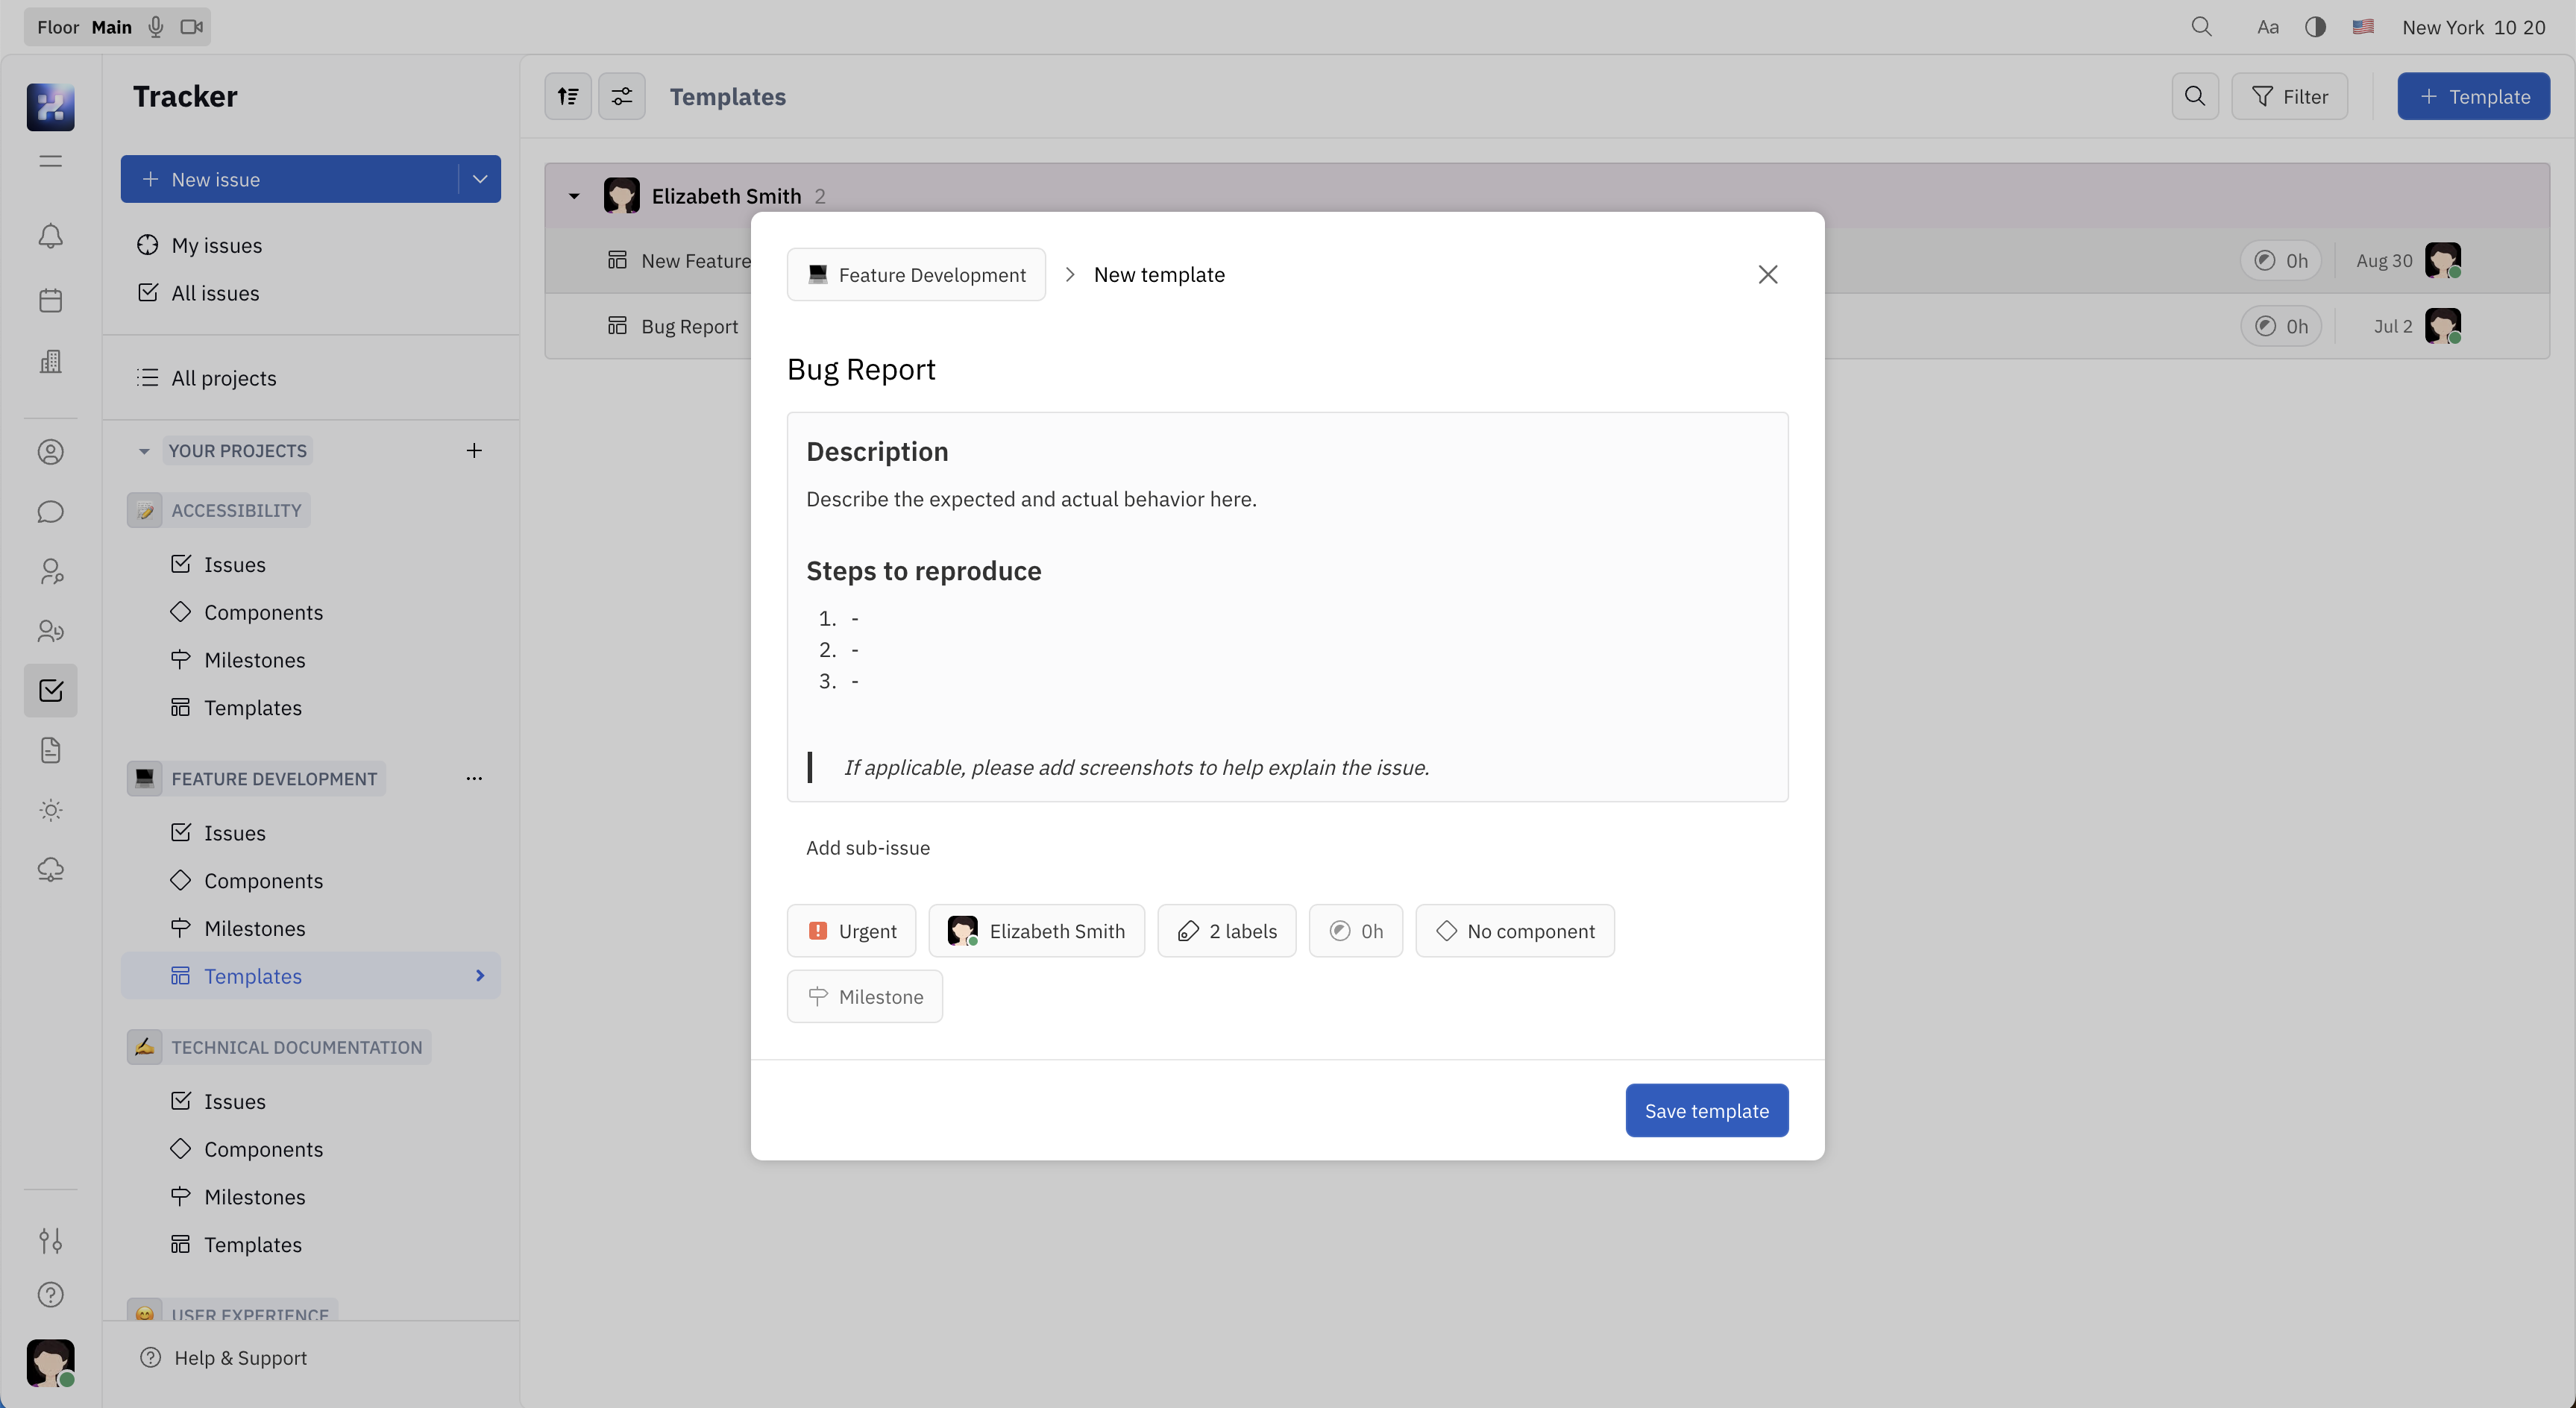 Floor Main
Aa
New York 10 20
Tracker
New issue
My issues
All issues
All projects
YOUR PROJECTS
ACCESSIBILITY
Issues
Components
Milestones
Templates
FEATURE DEVELOPMENT
Issues
Components
Milestones
Templates
TECHNICAL DOCUMENTATION
Issues
Components
Milestones
Templates
USER EXPERIENCE
Help & Support
Templates
Filter
Template
Elizabeth Smith 2
New Feature
0h
Aug 30
Bug Report
0h
Jul 2
Feature Development
New template
Bug Report
Description
Describe the expected and actual behavior here.
Steps to reproduce
1. -
2. -
3. -
If applicable, please add screenshots to help explain the issue.
Add sub-issue
Urgent
Elizabeth Smith
2 labels
0h
No component
Milestone
Save template